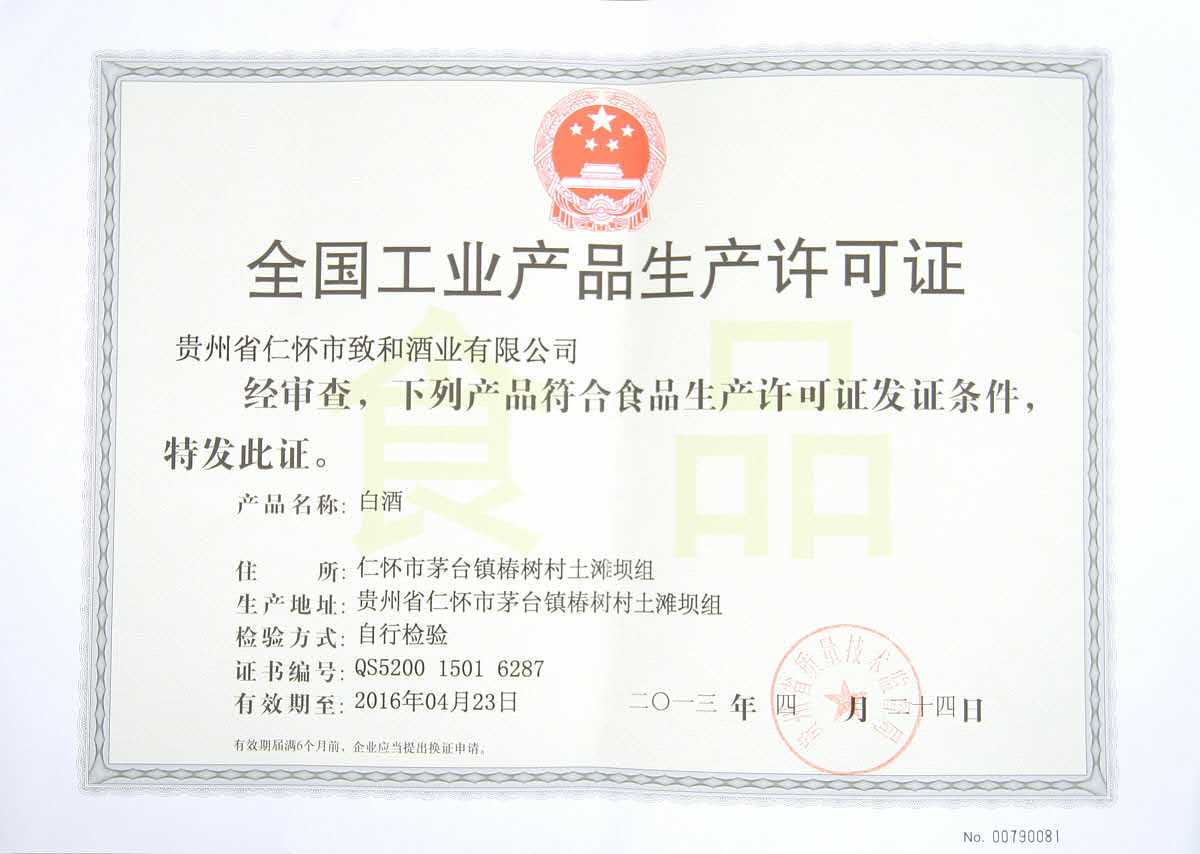 全国工业产品生产许可证
贵州省仁怀市致和酒业有限公司
经审查，下列产品符合食品生产许可证发证条件，
特发此证。
食品
产品名称：白酒
住所：仁怀市茅台镇椿树村土滩坝组
生产地址：贵州省仁怀市茅台镇椿树村土滩坝组
检验方式：自行检验
证书编号：QS5200 1501 6287
有效期至：2016年04月23日
二〇一三 年 四 月 二十四日
贵州省质量技术监督局
有效期届满6个月前，企业应当提出换证申请。
No. 00790081